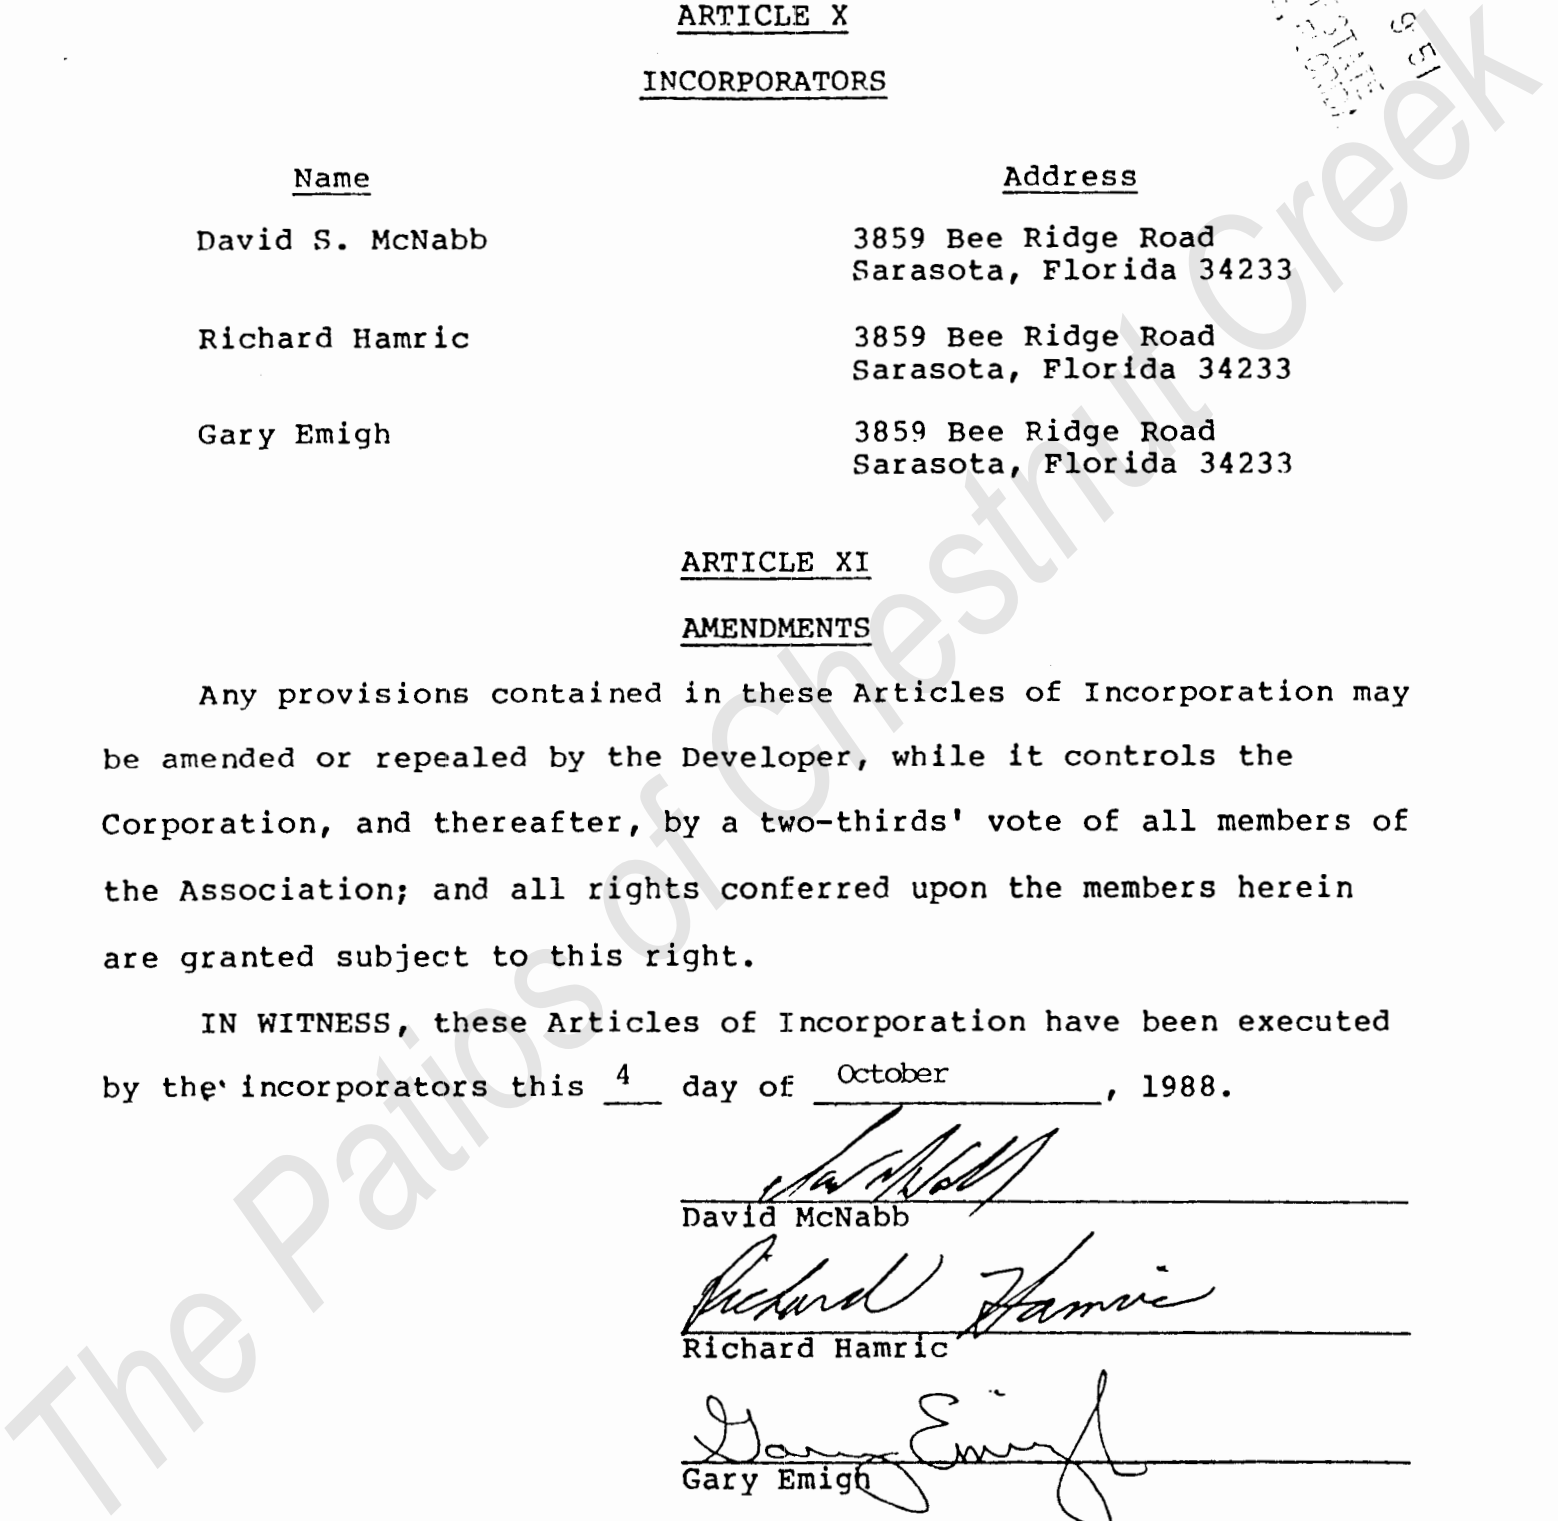 ARTICLE X
INCORPORATORS
Name Address
David S. McNabb 3859 Bee Ridge Road
Sarasota, Florida 34233
Richard Hamric 3859 Bee Ridge Road
Sarasota, Florida 34233
Gary Emigh 3859 Bee Ridge Road
Sarasota, Florida 34233
ARTICLE XI
AMENDMENTS
Any provisions contained in these Articles of Incorporation may
be amended or repealed by the Developer, while it controls the
Corporation, and thereafter, by a two-thirds' vote of all members of
the Association; and all rights conferred upon the members herein
are granted subject to this right.
IN WITNESS, these Articles of Incorporation have been executed
by the incorporators this 4 day of October, 1988.
David McNabb
Richard Hamric
Richard Hamric
Gary Emigh
Gary Emigh
The Patios of Chestnut Creek